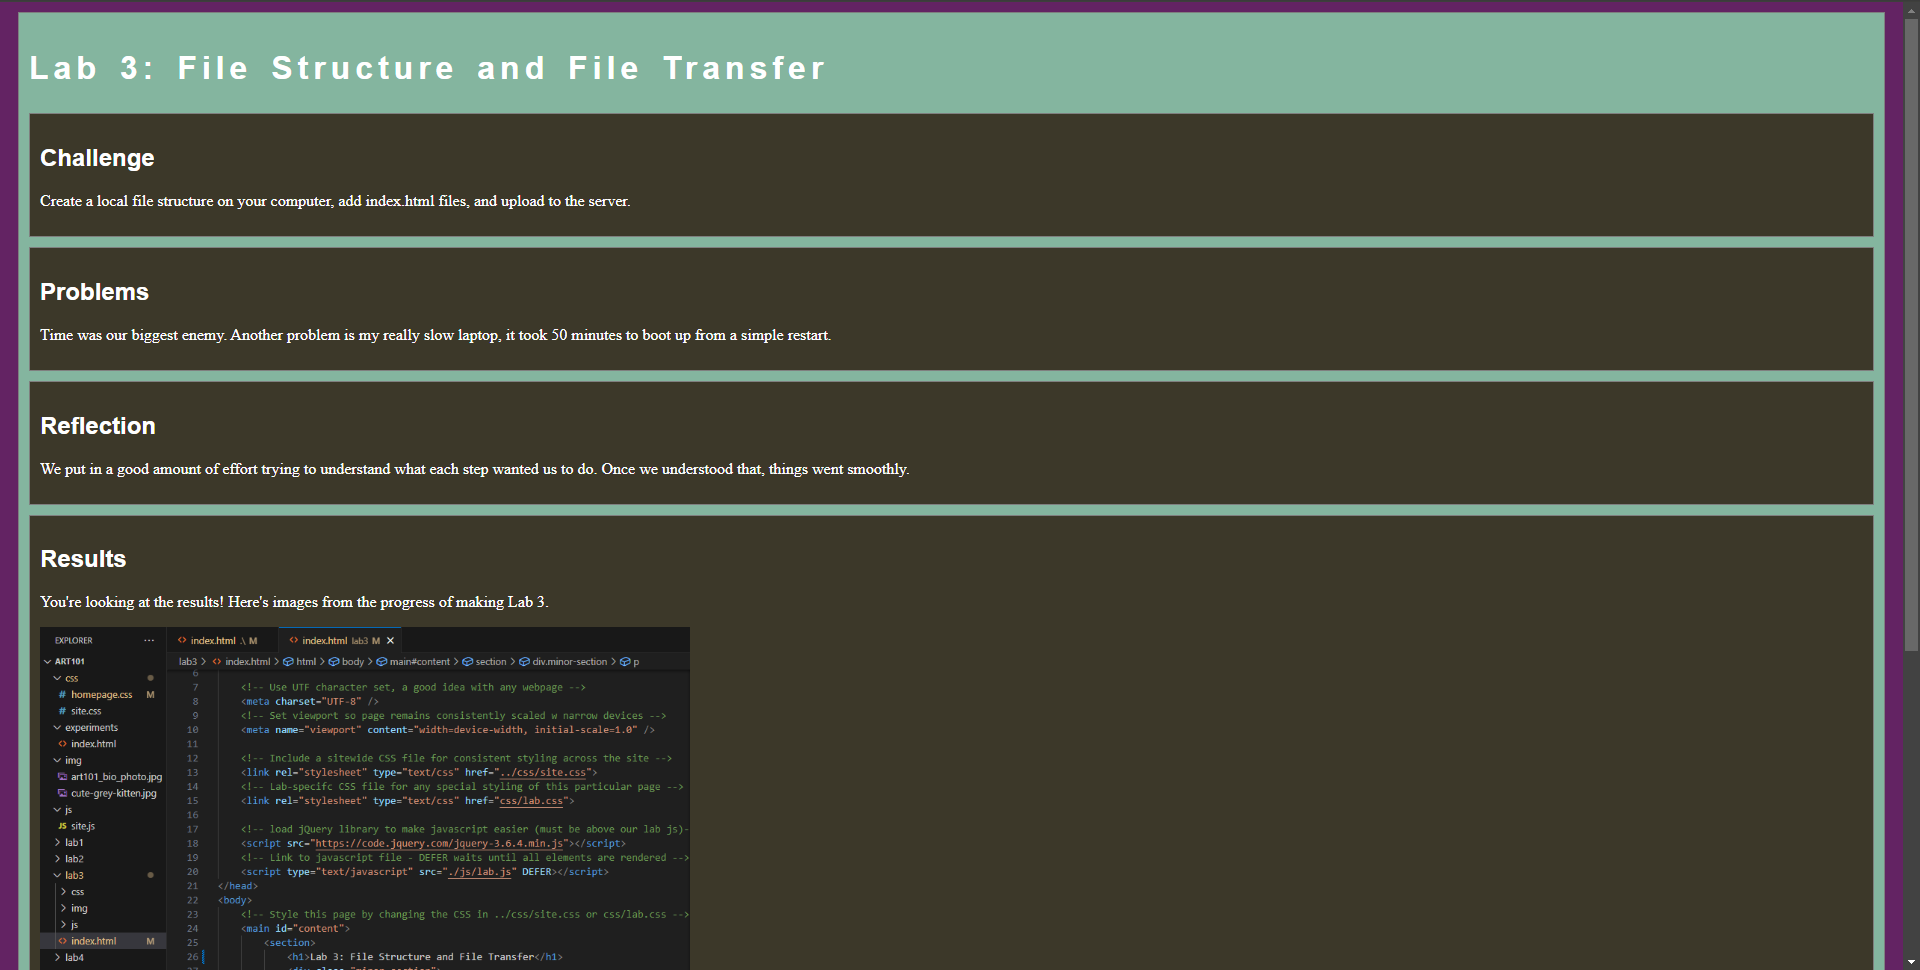 Lab 3: File Structure and File Transfer
Challenge
Create a local file structure on your computer, add index.html files, and upload to the server.
Problems
Time was our biggest enemy. Another problem is my really slow laptop, it took 50 minutes to boot up from a simple restart.
Reflection
We put in a good amount of effort trying to understand what each step wanted us to do. Once we understood that, things went smoothly.
Results
You're looking at the results! Here's images from the progress of making Lab 3.
EXPLORER ...
ART101
css
# homepage.css M
# site.css
experiments
<> index.html
img
art101_bio_photo.jpg
cute-grey-kitten.jpg
js
JS site.js
lab1
lab2
lab3
css
img
js
<> index.html M
lab4
<> index.html .\ M <> index.html lab3 M ×
lab3 > <> index.html > html > body > main#content > section > div.minor-section > p
6
7 <!-- Use UTF character set, a good idea with any webpage -->
8 <meta charset="UTF-8" />
9 <!-- Set viewport so page remains consistently scaled w narrow devices -->
10 <meta name="viewport" content="width=device-width, initial-scale=1.0" />
11
12 <!-- Include a sitewide CSS file for consistent styling across the site -->
13 <link rel="stylesheet" type="text/css" href="../css/site.css">
14 <!-- Lab-specifc CSS file for any special styling of this particular page -->
15 <link rel="stylesheet" type="text/css" href="css/lab.css">
16
17 <!-- load jQuery library to make javascript easier (must be above our lab js)-
18 <script src="https://code.jquery.com/jquery-3.6.4.min.js"></script>
19 <!-- Link to javascript file - DEFER waits until all elements are rendered -->
20 <script type="text/javascript" src="./js/lab.js" DEFER></script>
21 </head>
22 <body>
23 <!-- Style this page by changing the CSS in ../css/site.css or css/lab.css -->
24 <main id="content">
25 <section>
26 <h1>Lab 3: File Structure and File Transfer</h1>